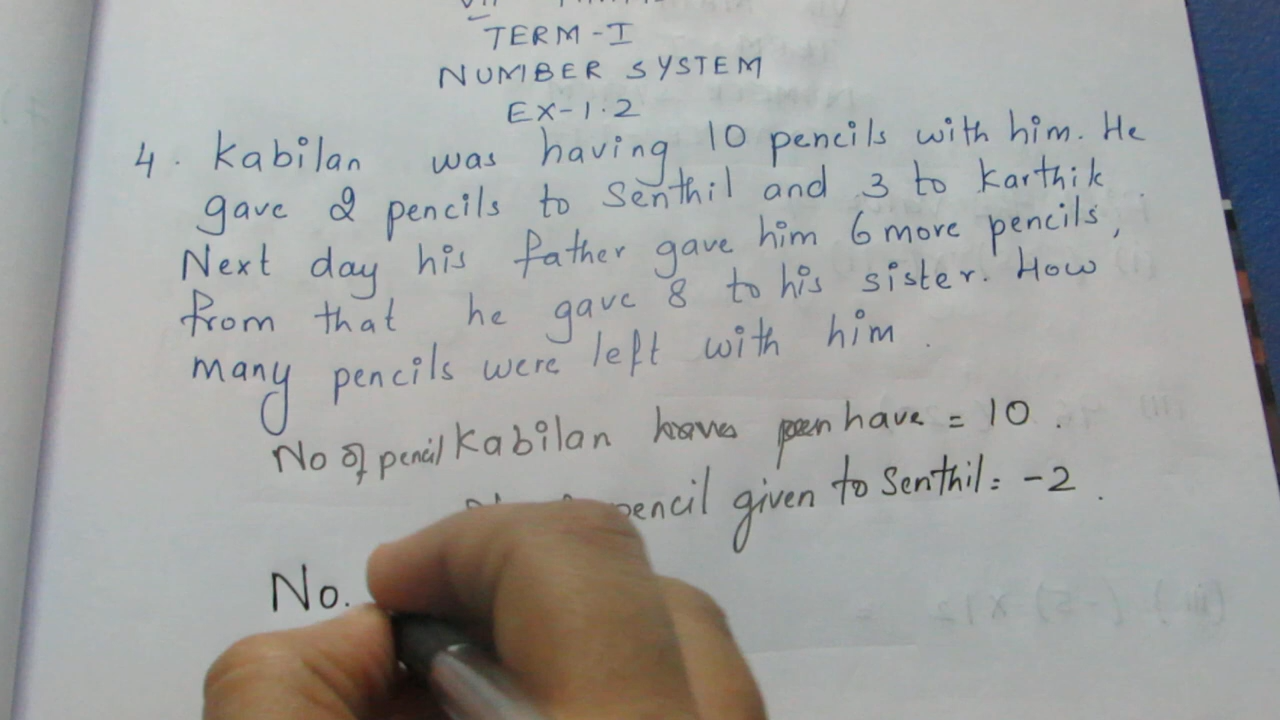 TERM-I
NUMBER SYSTEM
EX-1.2
4. Kabilan was having 10 pencils with him. He
gave 2 pencils to Senthil and 3 to Karthik
Next day his father gave him 6 more pencils,
from that he gave 8 to his sister. How
many pencils were left with him.
No of pencil Kabilan have = 10.
pencil given to Senthil = -2.
No.